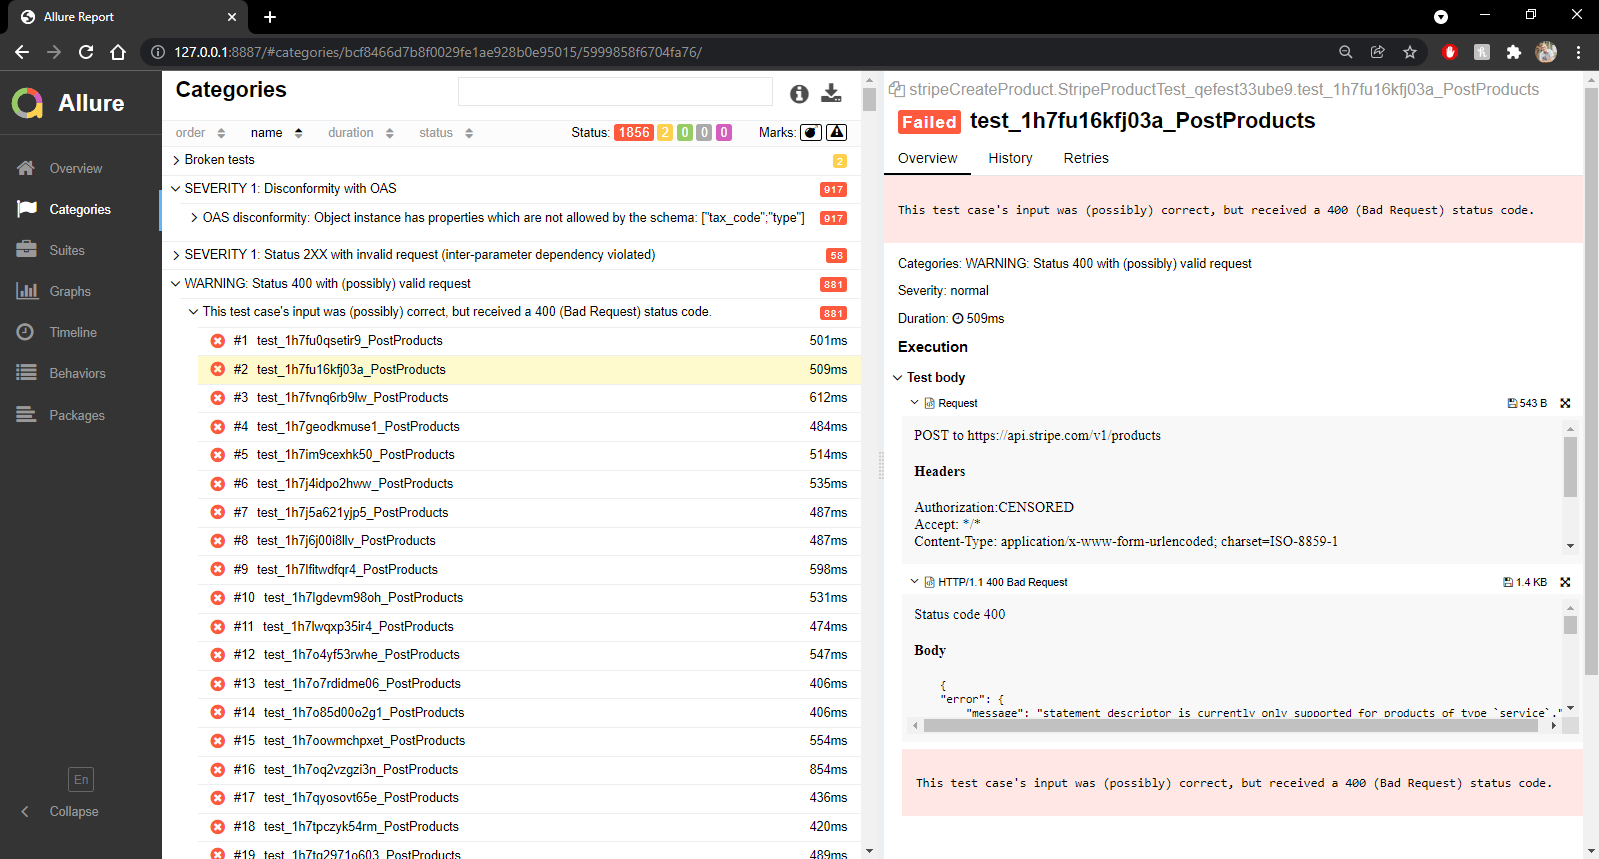 Allure Report
127.0.0.1:8887/#categories/bcf8466d7b8f0029fe1ae928b0e95015/5999858f6704fa76/
Allure
Overview
Categories
Suites
Graphs
Timeline
Behaviors
Packages
En
Collapse
Categories
order name duration status Status: 1856 2 0 0 0 Marks:
Broken tests 2
SEVERITY 1: Disconformity with OAS 917
OAS disconformity: Object instance has properties which are not allowed by the schema: ["tax_code";"type"] 917
SEVERITY 1: Status 2XX with invalid request (inter-parameter dependency violated) 58
WARNING: Status 400 with (possibly) valid request 881
This test case's input was (possibly) correct, but received a 400 (Bad Request) status code. 881
#1 test_1h7fu0qsetir9_PostProducts 501ms
#2 test_1h7fu16kfj03a_PostProducts 509ms
#3 test_1h7fvnq6rb9lw_PostProducts 612ms
#4 test_1h7geodkmuse1_PostProducts 484ms
#5 test_1h7im9cexhk50_PostProducts 514ms
#6 test_1h7j4idpo2hww_PostProducts 535ms
#7 test_1h7j5a621yjp5_PostProducts 487ms
#8 test_1h7j6j00i8llv_PostProducts 487ms
#9 test_1h7lfitwdfqr4_PostProducts 598ms
#10 test_1h7lgdevm98oh_PostProducts 531ms
#11 test_1h7lwqxp35ir4_PostProducts 474ms
#12 test_1h7o4yf53rwhe_PostProducts 547ms
#13 test_1h7o7rdidme06_PostProducts 406ms
#14 test_1h7o85d00o2g1_PostProducts 406ms
#15 test_1h7oowmchpxet_PostProducts 554ms
#16 test_1h7oq2vzgzi3n_PostProducts 854ms
#17 test_1h7qyosovt65e_PostProducts 436ms
#18 test_1h7tpczyk54rm_PostProducts 420ms
#19 test_1h7tq2971o603_PostProducts 489ms
stripeCreateProduct.StripeProductTest_qefest33ube9.test_1h7fu16kfj03a_PostProducts
Failed test_1h7fu16kfj03a_PostProducts
Overview History Retries
This test case's input was (possibly) correct, but received a 400 (Bad Request) status code.
Categories: WARNING: Status 400 with (possibly) valid request
Severity: normal
Duration: 509ms
Execution
Test body
Request 543 B
POST to https://api.stripe.com/v1/products
Headers
Authorization:CENSORED
Accept: */*
Content-Type: application/x-www-form-urlencoded; charset=ISO-8859-1
HTTP/1.1 400 Bad Request 1.4 KB
Status code 400
Body
{
"error": {
"message": "statement_descriptor is currently only supported for products of type `service`."
This test case's input was (possibly) correct, but received a 400 (Bad Request) status code.